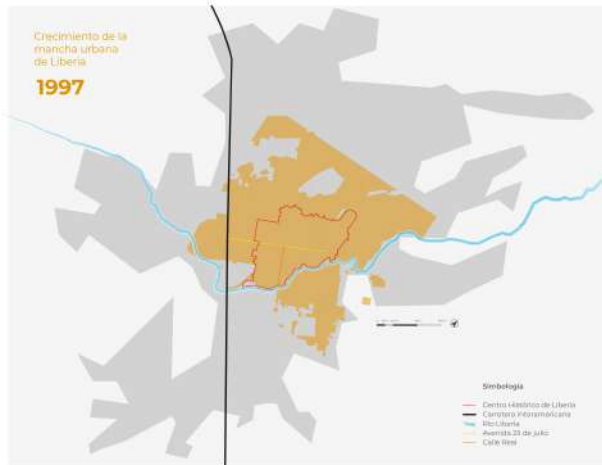 Crecimiento de la
mancha urbana
de Liberia
1997
Simbología
Centro Histórico de Liberia
Carretera Interamericana
Río Liberia
Avenida 25 de julio
Calle Real